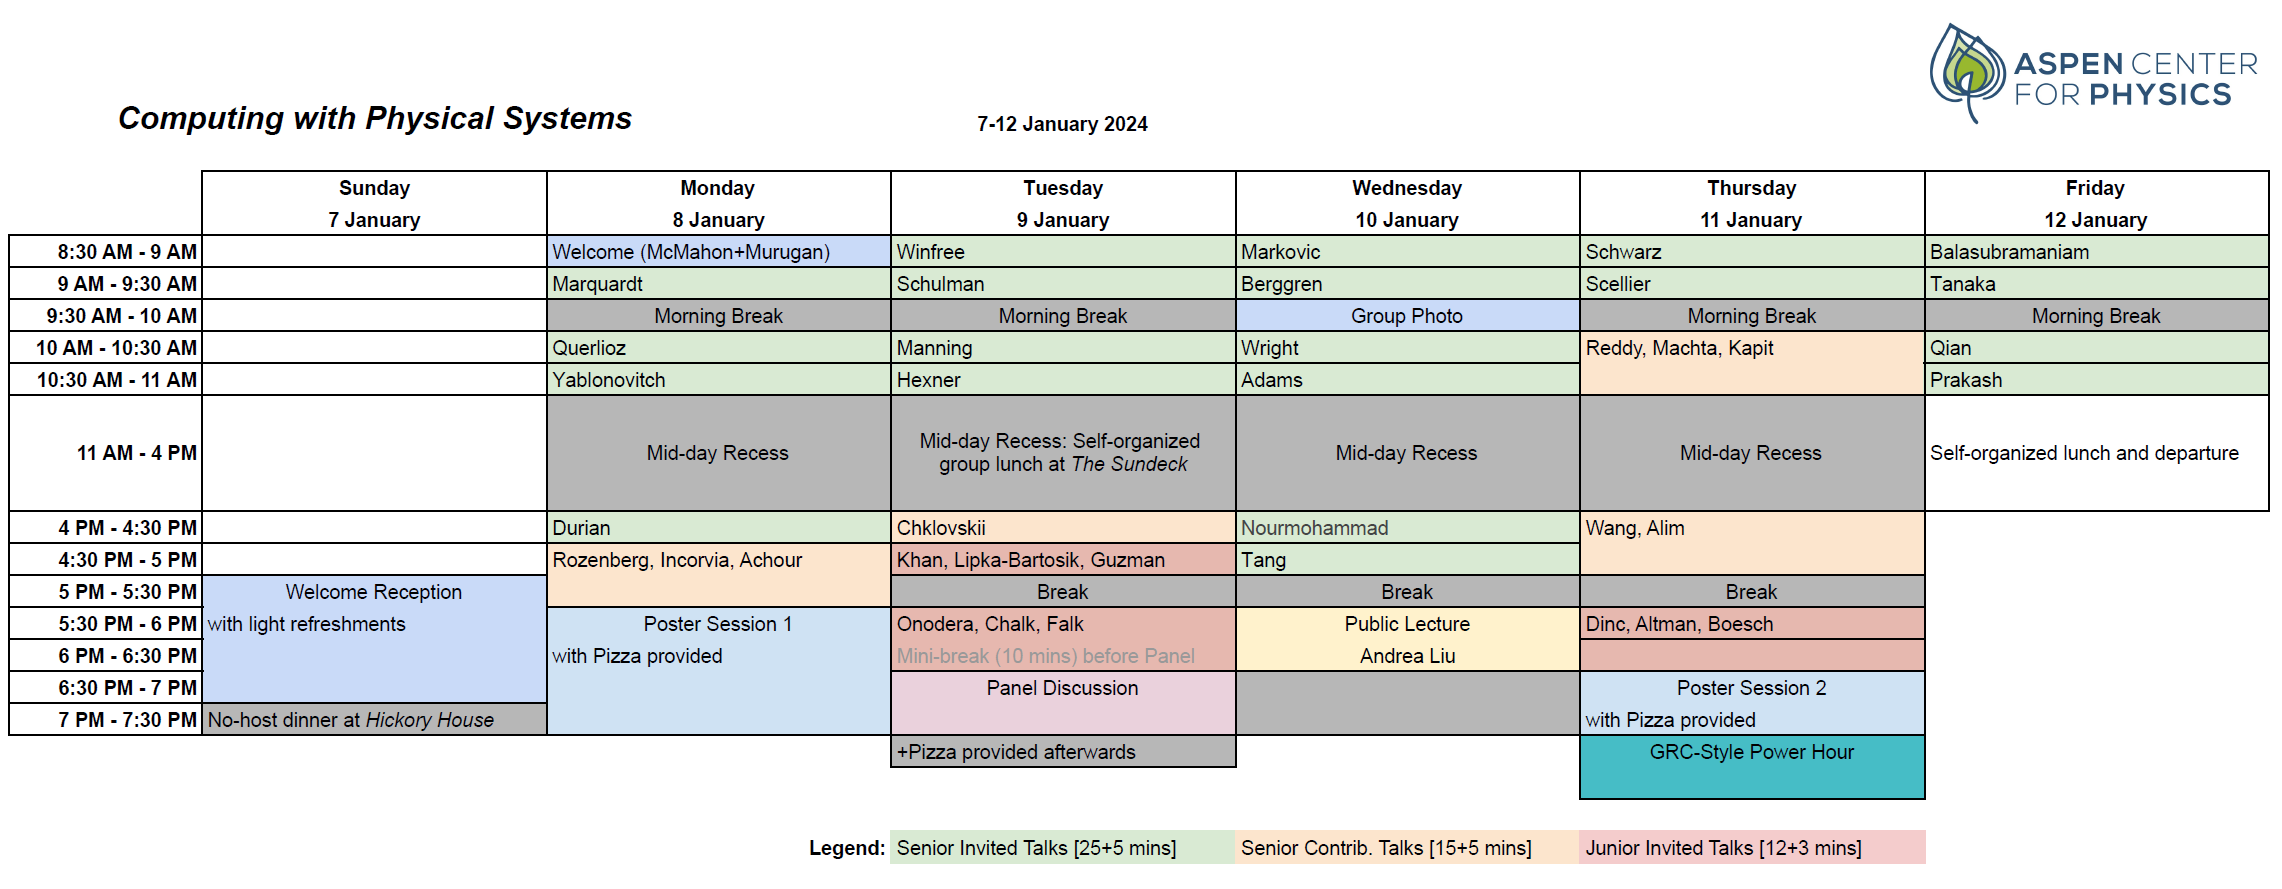 ASPEN CENTER
FOR PHYSICS
Computing with Physical Systems
7-12 January 2024
Sunday Monday Tuesday Wednesday Thursday Friday
7 January 8 January 9 January 10 January 11 January 12 January
8:30 AM - 9 AM Welcome (McMahon+Murugan) Winfree Markovic Schwarz Balasubramaniam
9 AM - 9:30 AM Marquardt Schulman Berggren Scellier Tanaka
9:30 AM - 10 AM Morning Break Morning Break Group Photo Morning Break Morning Break
10 AM - 10:30 AM Querlioz Manning Wright Reddy, Machta, Kapit Qian
10:30 AM - 11 AM Yablonovitch Hexner Adams Prakash
11 AM - 4 PM Mid-day Recess Mid-day Recess: Self-organized group lunch at The Sundeck Mid-day Recess Mid-day Recess Self-organized lunch and departure
4 PM - 4:30 PM Durian Chklovskii Nourmohammad Wang, Alim
4:30 PM - 5 PM Rozenberg, Incorvia, Achour Khan, Lipka-Bartosik, Guzman Tang
5 PM - 5:30 PM Welcome Reception Break Break Break
5:30 PM - 6 PM with light refreshments Poster Session 1 Onodera, Chalk, Falk Public Lecture Dinc, Altman, Boesch
6 PM - 6:30 PM with Pizza provided Mini-break (10 mins) before Panel Andrea Liu
6:30 PM - 7 PM Panel Discussion Poster Session 2
7 PM - 7:30 PM No-host dinner at Hickory House with Pizza provided
+Pizza provided afterwards GRC-Style Power Hour
Legend: Senior Invited Talks [25+5 mins] Senior Contrib. Talks [15+5 mins] Junior Invited Talks [12+3 mins]